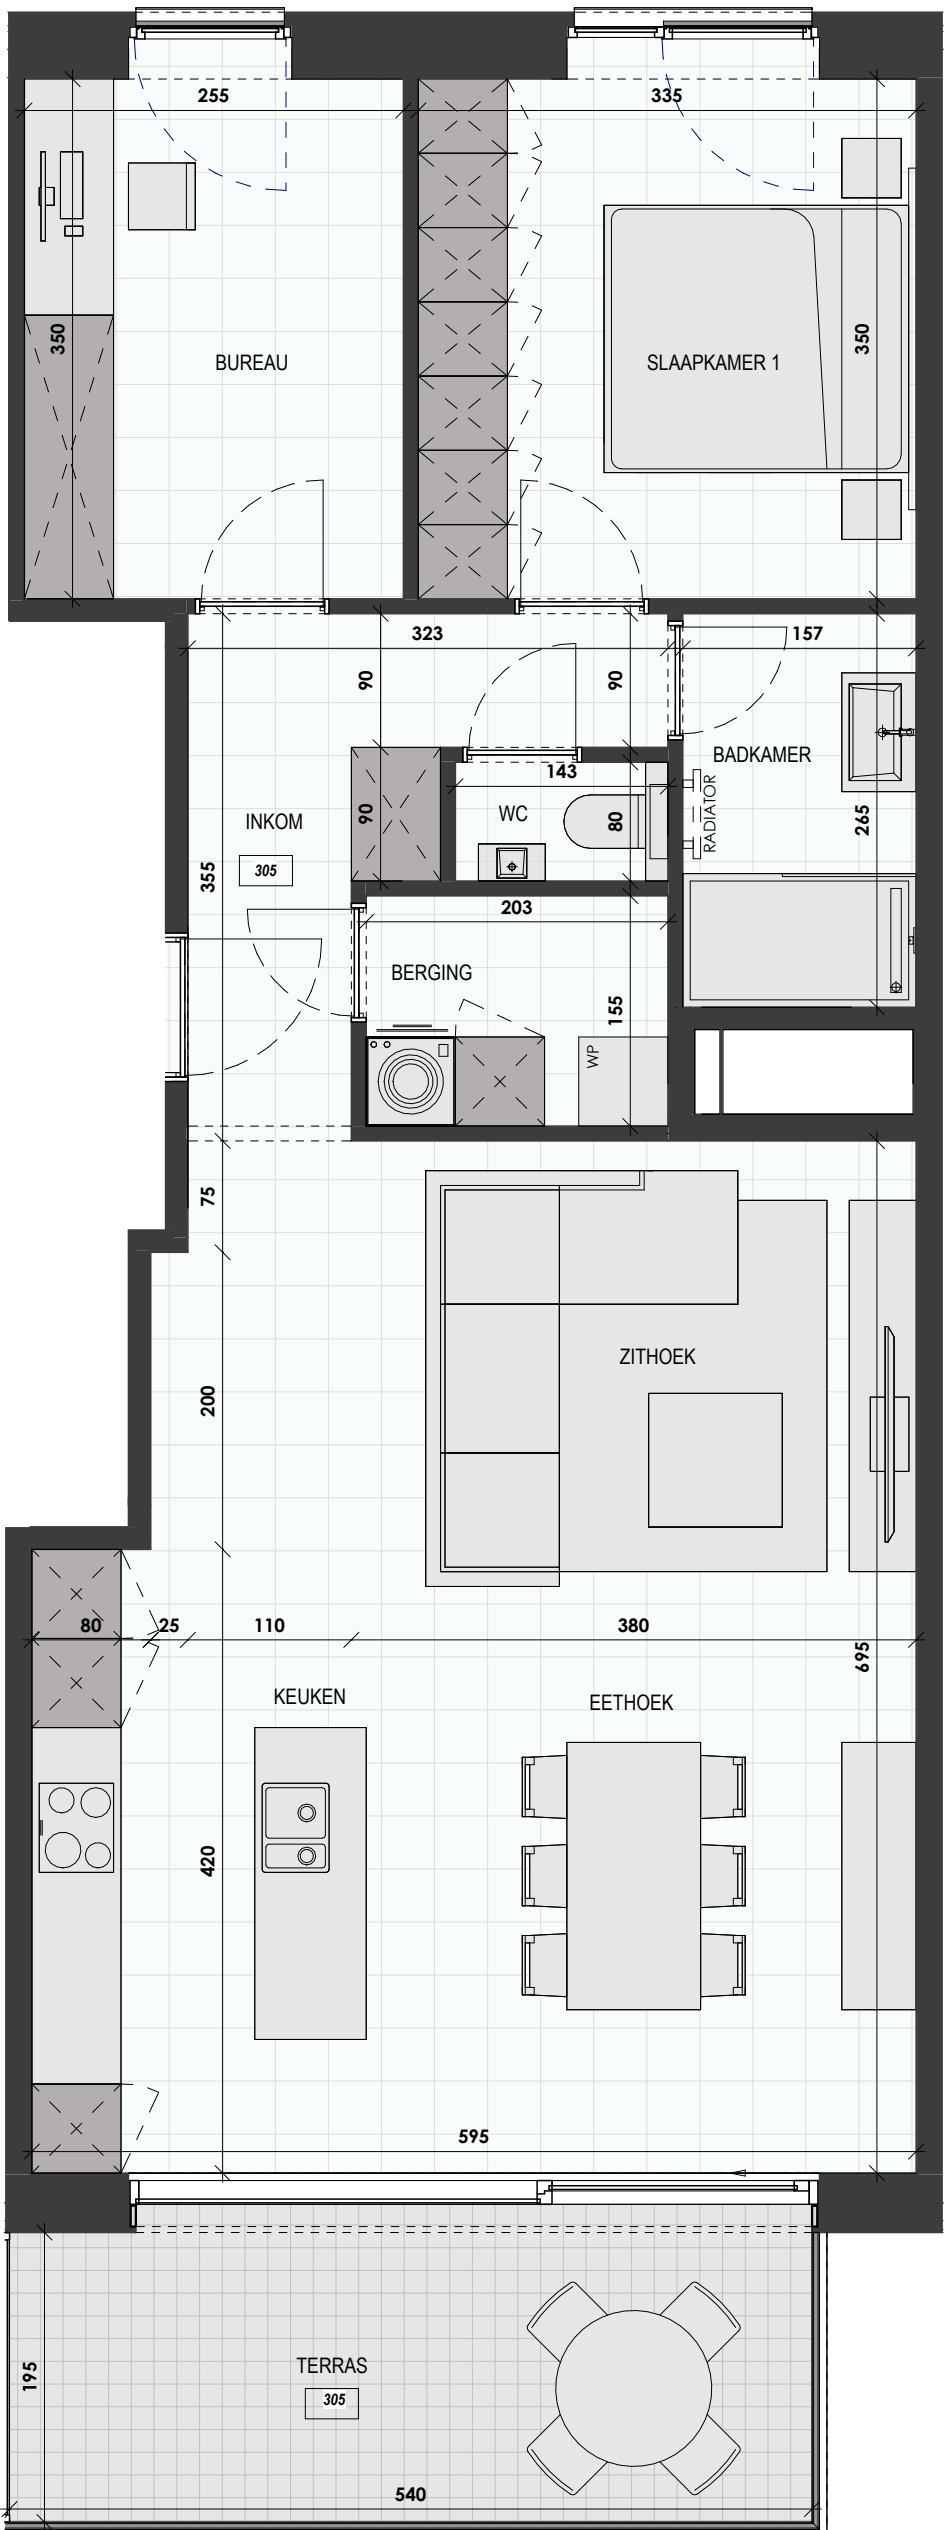 255
335
350
350
BUREAU
SLAAPKAMER 1
323
157
90
90
BADKAMER
143
WC
80
90
RADIATOR
265
INKOM
305
355
203
BERGING
155
WP
75
ZITHOEK
200
80
25
110
380
695
KEUKEN
EETHOEK
420
595
TERRAS
305
195
540